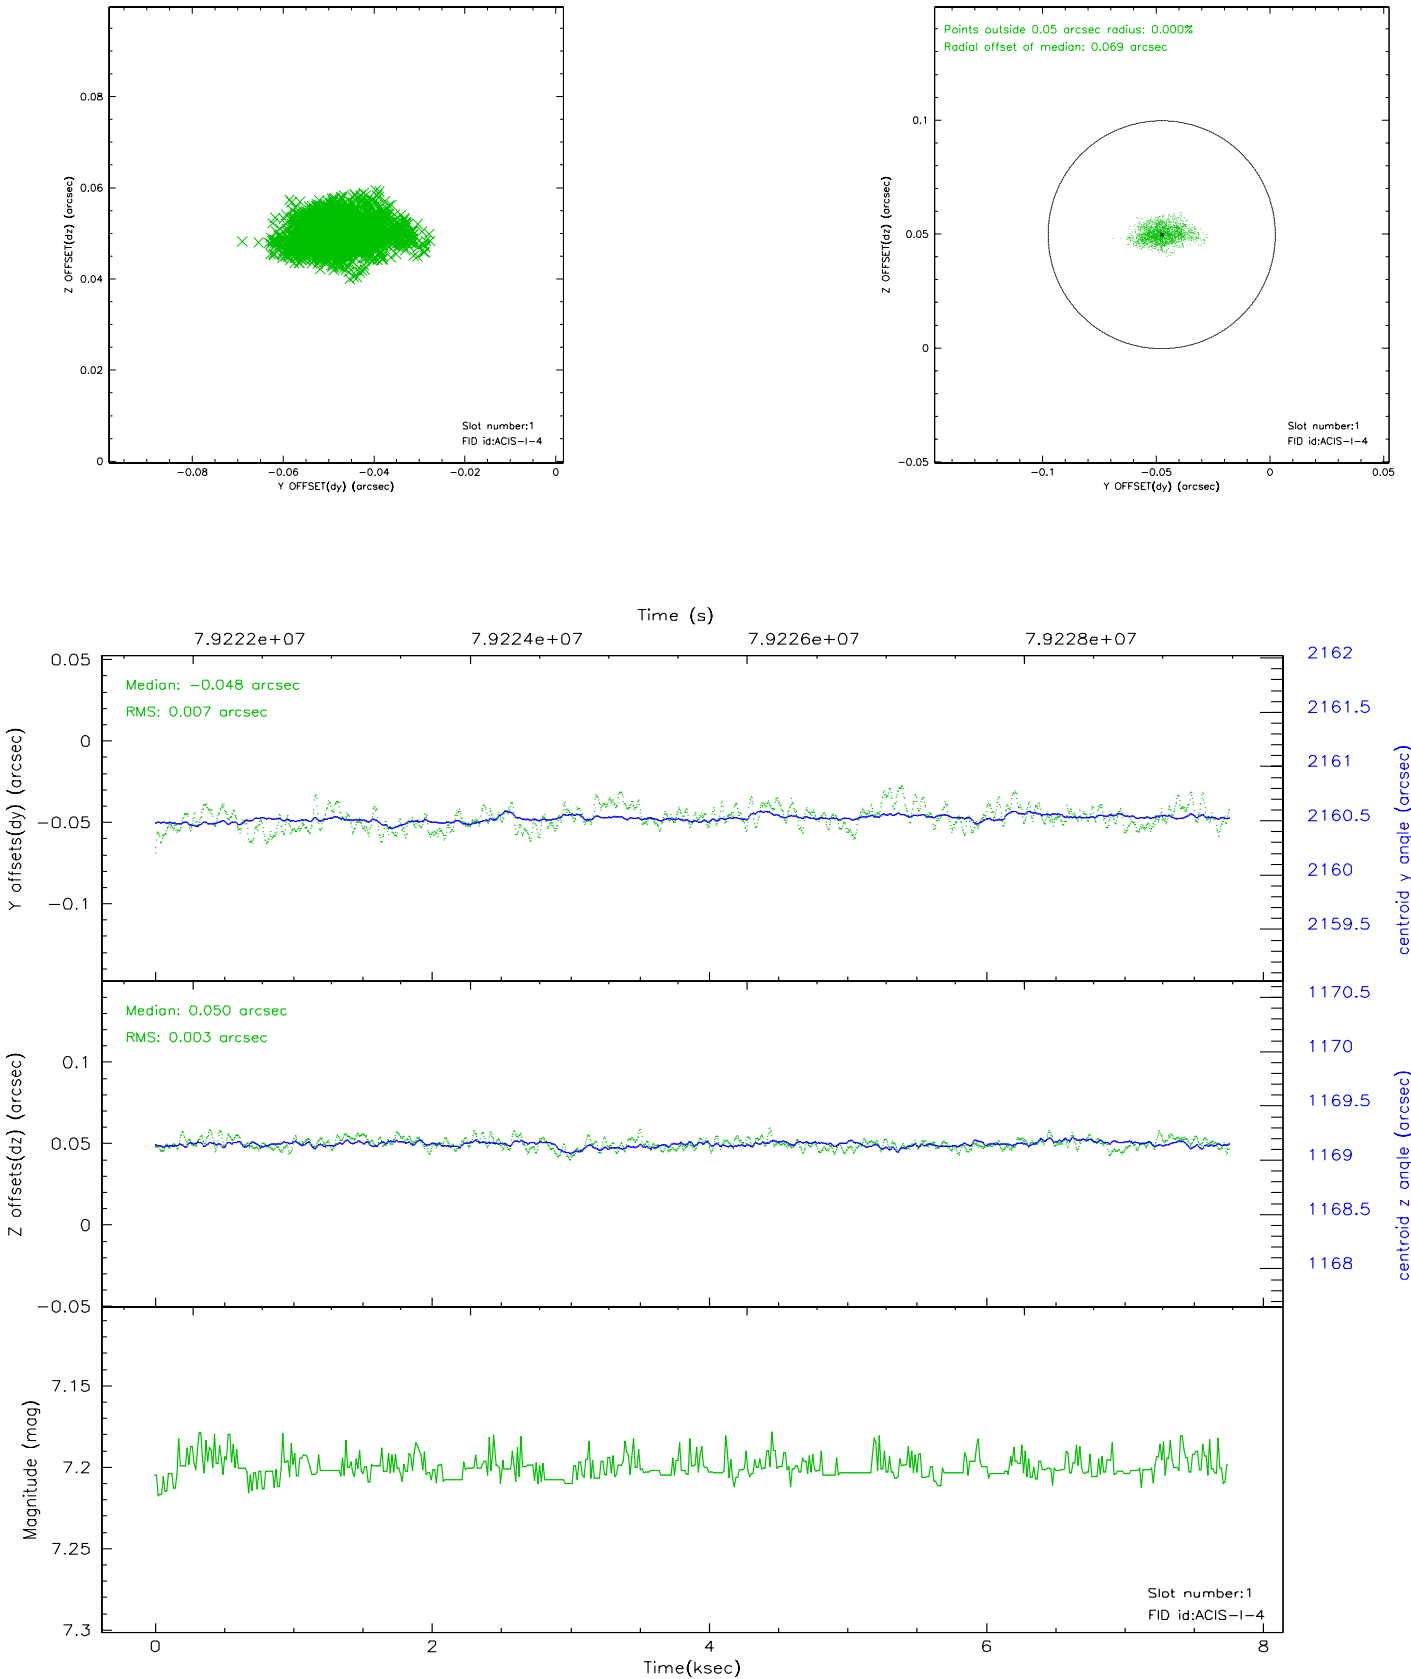 0.08
0.06
0.04
0.02
0
Z OFFSET(dz) (arcsec)
Slot number:1
FID id:ACIS-I-4
-0.08 -0.06 -0.04 -0.02 0
Y OFFSET(dy) (arcsec)
Points outside 0.05 arcsec radius: 0.000%
Radial offset of median: 0.069 arcsec
0.1
0.05
0
-0.05
Z OFFSET(dz) (arcsec)
Slot number:1
FID id:ACIS-I-4
-0.1 -0.05 0 0.05
Y OFFSET(dy) (arcsec)
Time (s)
7.9222e+07 7.9224e+07 7.9226e+07 7.9228e+07
0.05
0
-0.05
-0.1
Y offsets(dy) (arcsec)
Median: -0.048 arcsec
RMS: 0.007 arcsec
2162
2161.5
2161
2160.5
2160
2159.5
centroid y angle (arcsec)
0.1
0.05
0
-0.05
Z offsets(dz) (arcsec)
Median: 0.050 arcsec
RMS: 0.003 arcsec
1170.5
1170
1169.5
1169
1168.5
1168
centroid z angle (arcsec)
7.15
7.2
7.25
7.3
Magnitude (mag)
Slot number:1
FID id:ACIS-I-4
0 2 4 6 8
Time(ksec)